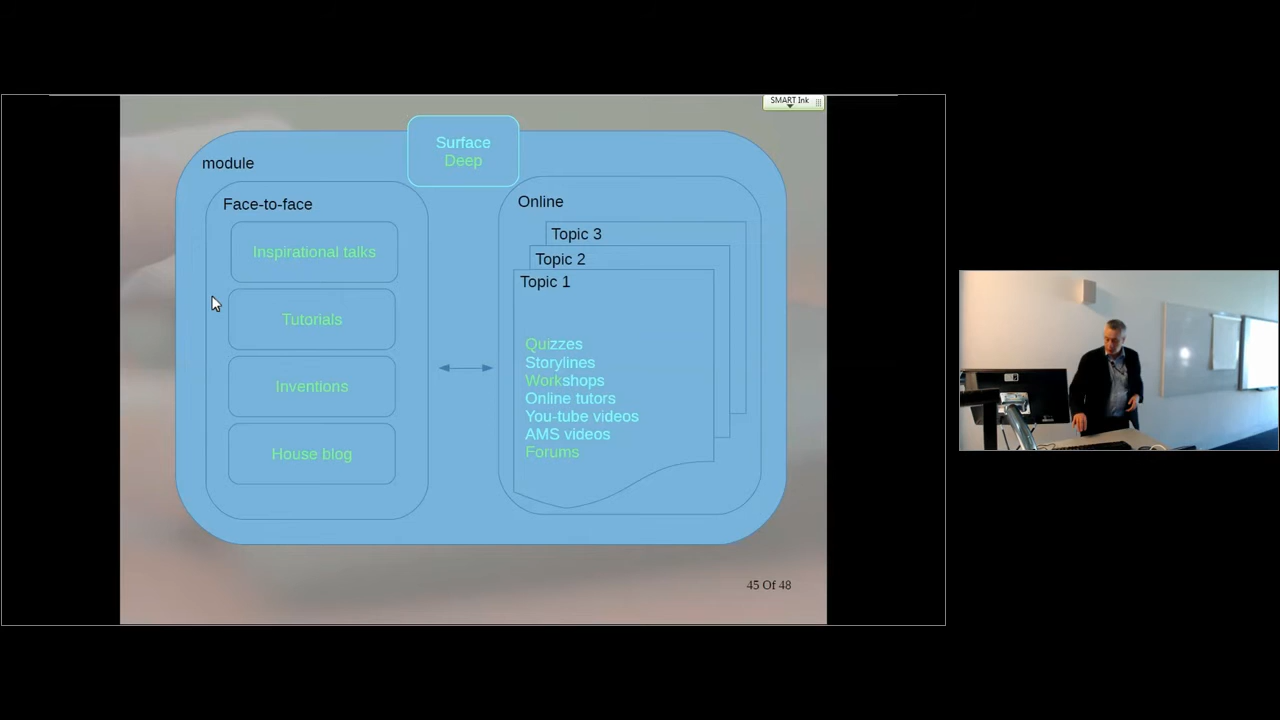 SMART Ink
Surface
Deep
module
Face-to-face
Inspirational talks
Tutorials
Inventions
House blog
Online
Topic 3
Topic 2
Topic 1
Quizzes
Storylines
Workshops
Online tutors
You-tube videos
AMS videos
Forums
45 Of 48